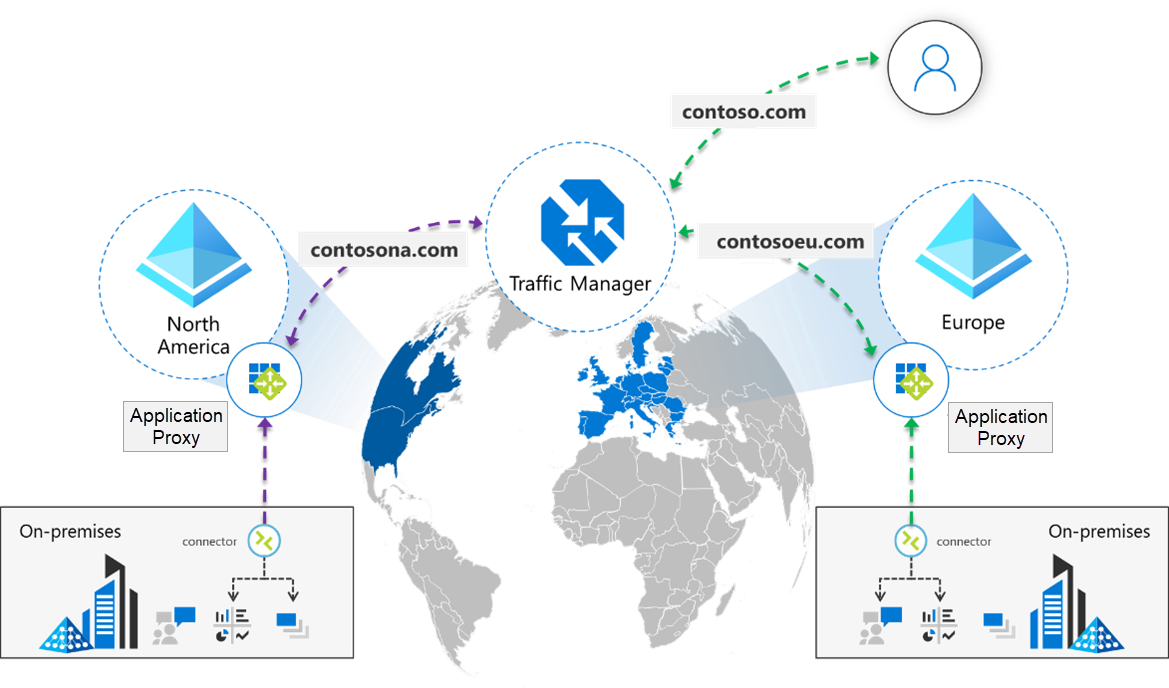 contoso.com
contosona.com
contosoeu.com
Traffic Manager
North
America
Europe
Application
Proxy
Application
Proxy
On-premises
connector
connector
On-premises